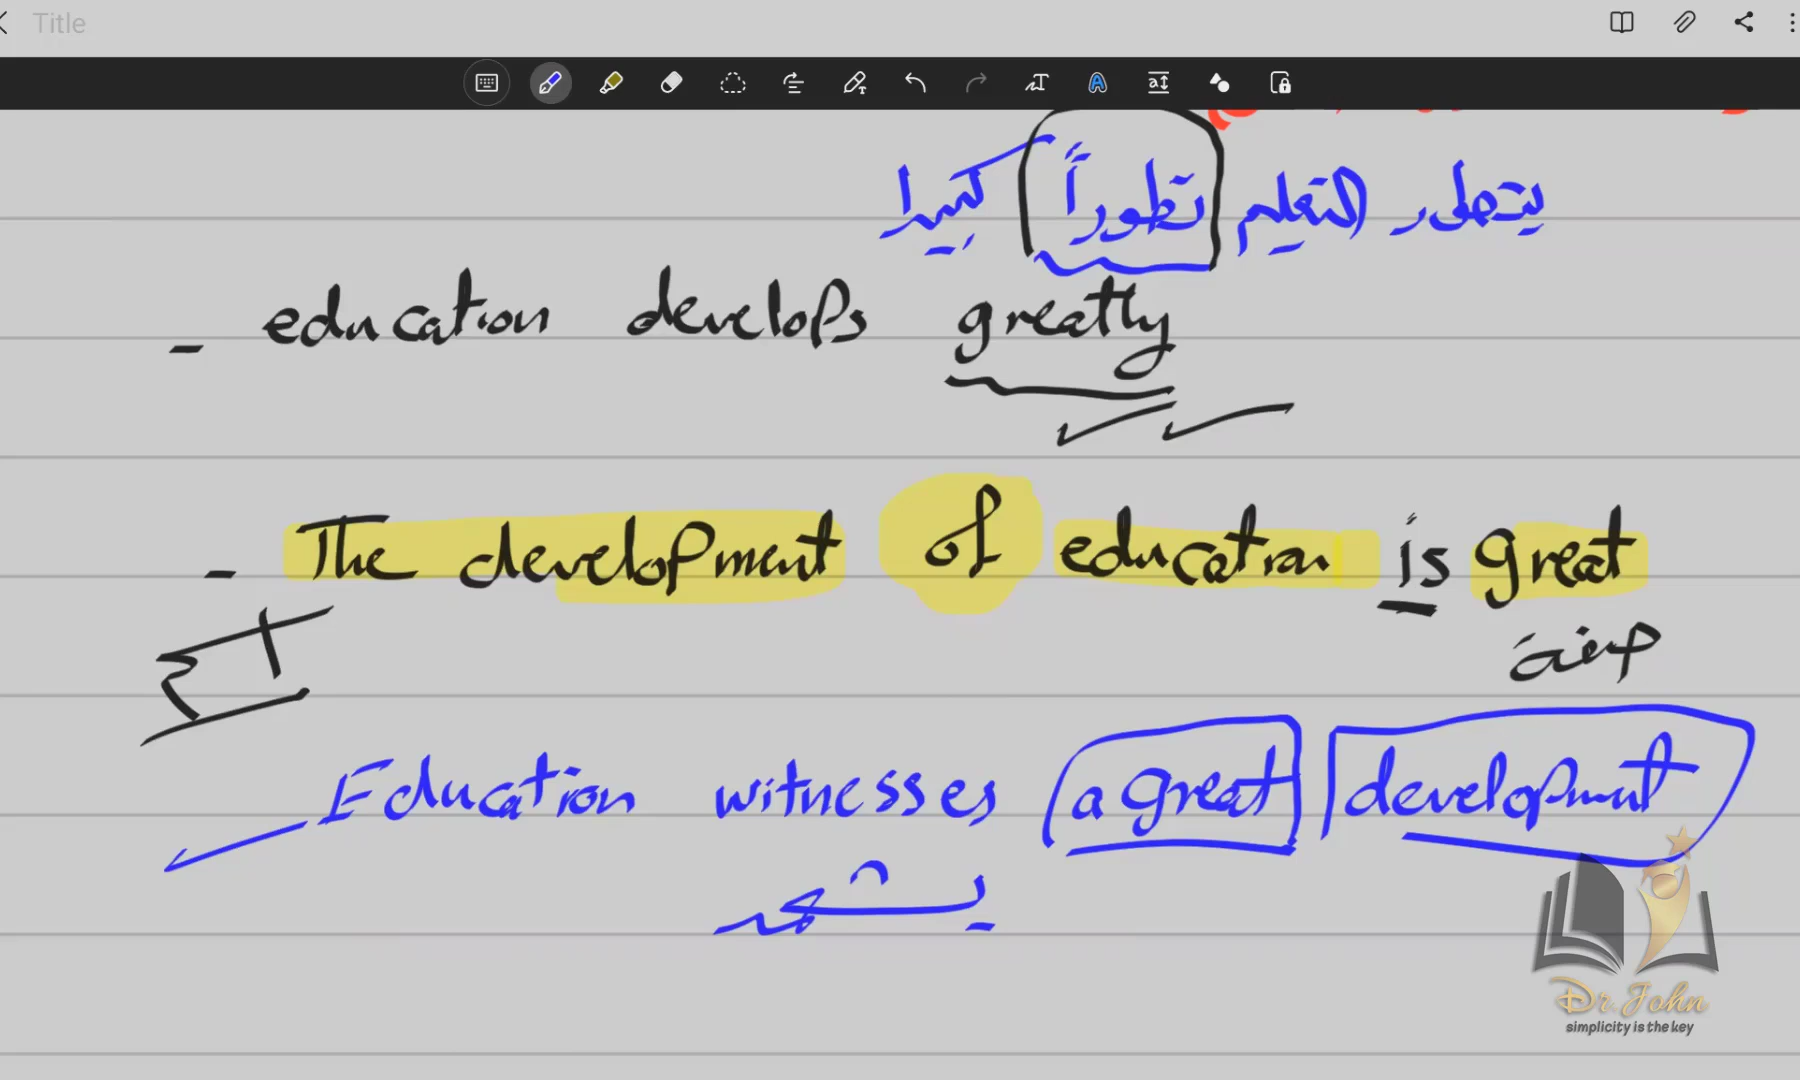 Title
يتطور التعليم تطوراً كبيرا
- education develops greatly
- The development of education is great
صفة
Education witnesses a great development
يشهد
Dr. John
simplicity is the key